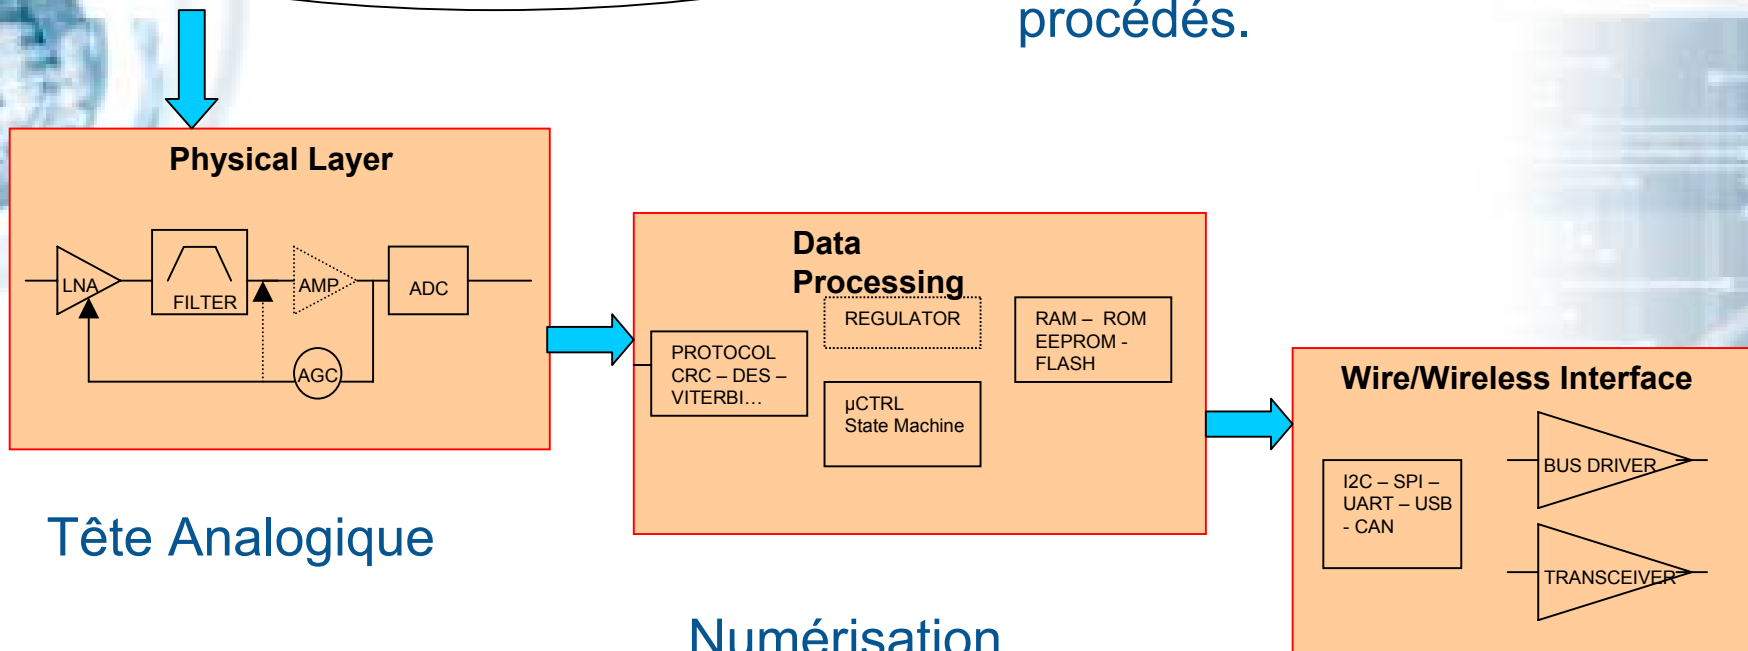 procédés.
Physical Layer
LNA
FILTER
AMP
ADC
AGC
Tête Analogique
Data
Processing
REGULATOR
RAM – ROM
EEPROM -
FLASH
PROTOCOL
CRC – DES –
VITERBI…
µCTRL
State Machine
Numérisation
Wire/Wireless Interface
I2C – SPI –
UART – USB
- CAN
BUS DRIVER
TRANSCEIVER